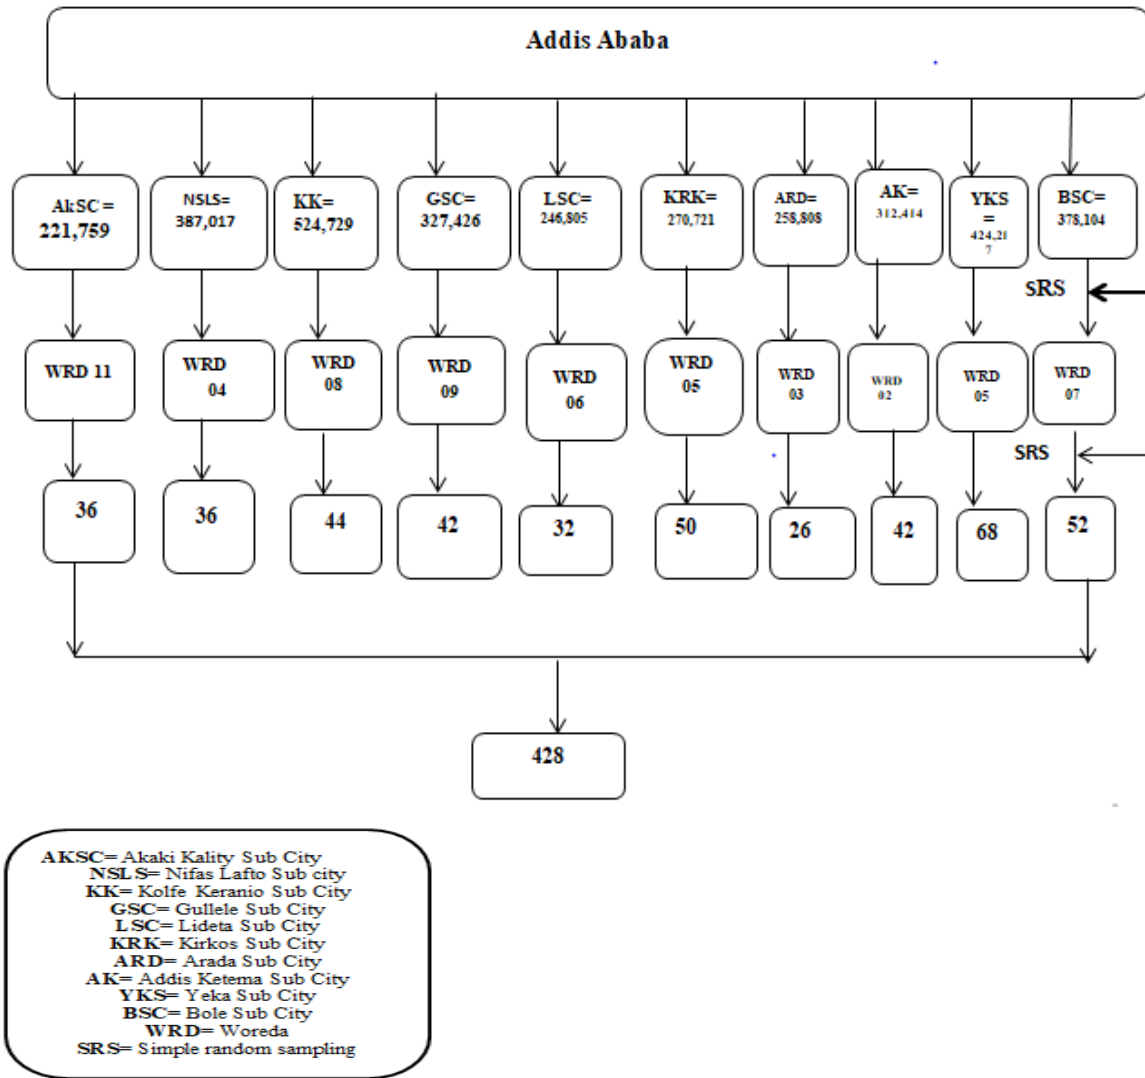 Addis Ababa
AkSC =
221,759
NSLS=
387,017
KK=
524,729
GSC=
327,426
LSC=
246,805
KRK=
270,721
ARD=
258,808
AK=
312,414
YKS
=
424,21
7
BSC=
378,104
SRS
WRD 11
WRD
04
WRD
08
WRD
09
WRD
06
WRD
05
WRD
03
WRD
02
WRD
05
WRD
07
SRS
36
36
44
42
32
50
26
42
68
52
428
AKSC= Akaki Kality Sub City
NSLS= Nifas Lafto Sub city
KK= Kolfe Keranio Sub City
GSC= Gullele Sub City
LSC= Lideta Sub City
KRK= Kirkos Sub City
ARD= Arada Sub City
AK= Addis Ketema Sub City
YKS= Yeka Sub City
BSC= Bole Sub City
WRD= Woreda
SRS= Simple random sampling